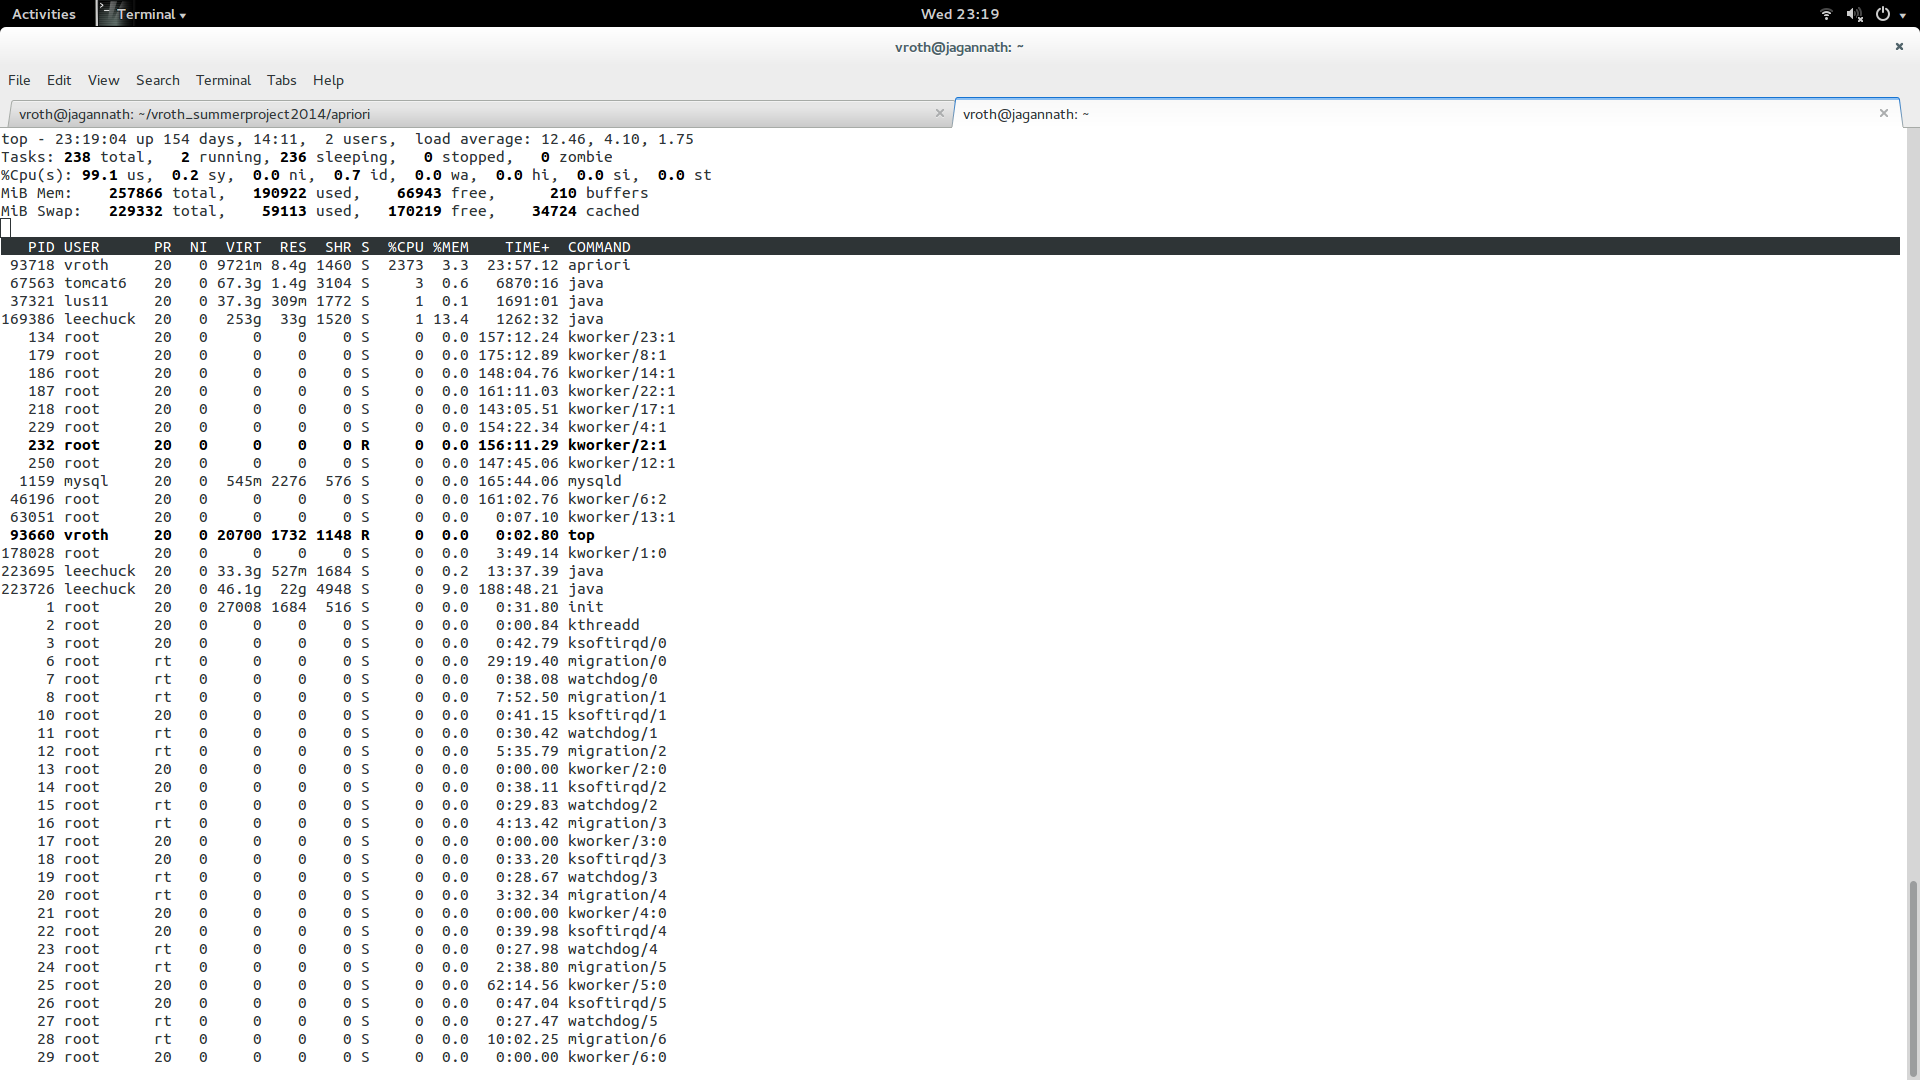 Activities Terminal Wed 23:19
vroth@jagannath: ~
File Edit View Search Terminal Tabs Help
vroth@jagannath: ~/vroth_summerproject2014/apriori vroth@jagannath: ~
top - 23:19:04 up 154 days, 14:11,  2 users,  load average: 12.46, 4.10, 1.75
Tasks: 238 total,   2 running, 236 sleeping,   0 stopped,   0 zombie
%Cpu(s): 99.1 us,  0.2 sy,  0.0 ni,  0.7 id,  0.0 wa,  0.0 hi,  0.0 si,  0.0 st
MiB Mem:    257866 total,   190922 used,    66943 free,      210 buffers
MiB Swap:   229332 total,    59113 used,   170219 free,    34724 cached
PID USER PR NI VIRT RES SHR S %CPU %MEM TIME+ COMMAND
93718 vroth 20 0 9721m 8.4g 1460 S 2373 3.3 23:57.12 apriori
67563 tomcat6 20 0 67.3g 1.4g 3104 S 3 0.6 6870:16 java
37321 lus11 20 0 37.3g 309m 1772 S 1 0.1 1691:01 java
169386 leechuck 20 0 253g 33g 1520 S 1 13.4 1262:32 java
134 root 20 0 0 0 0 S 0 0.0 157:12.24 kworker/23:1
179 root 20 0 0 0 0 S 0 0.0 175:12.89 kworker/8:1
186 root 20 0 0 0 0 S 0 0.0 148:04.76 kworker/14:1
187 root 20 0 0 0 0 S 0 0.0 161:11.03 kworker/22:1
218 root 20 0 0 0 0 S 0 0.0 143:05.51 kworker/17:1
229 root 20 0 0 0 0 S 0 0.0 154:22.34 kworker/4:1
232 root 20 0 0 0 0 R 0 0.0 156:11.29 kworker/2:1
250 root 20 0 0 0 0 S 0 0.0 147:45.06 kworker/12:1
1159 mysql 20 0 545m 2276 576 S 0 0.0 165:44.06 mysqld
46196 root 20 0 0 0 0 S 0 0.0 161:02.76 kworker/6:2
63051 root 20 0 0 0 0 S 0 0.0 0:07.10 kworker/13:1
93660 vroth 20 0 20700 1732 1148 R 0 0.0 0:02.80 top
178028 root 20 0 0 0 0 S 0 0.0 3:49.14 kworker/1:0
223695 leechuck 20 0 33.3g 527m 1684 S 0 0.2 13:37.39 java
223726 leechuck 20 0 46.1g 22g 4948 S 0 9.0 188:48.21 java
1 root 20 0 27008 1684 516 S 0 0.0 0:31.80 init
2 root 20 0 0 0 0 S 0 0.0 0:00.84 kthreadd
3 root 20 0 0 0 0 S 0 0.0 0:42.79 ksoftirqd/0
6 root rt 0 0 0 0 S 0 0.0 29:19.40 migration/0
7 root rt 0 0 0 0 S 0 0.0 0:38.08 watchdog/0
8 root rt 0 0 0 0 S 0 0.0 7:52.50 migration/1
10 root 20 0 0 0 0 S 0 0.0 0:41.15 ksoftirqd/1
11 root rt 0 0 0 0 S 0 0.0 0:30.42 watchdog/1
12 root rt 0 0 0 0 S 0 0.0 5:35.79 migration/2
13 root 20 0 0 0 0 S 0 0.0 0:00.00 kworker/2:0
14 root 20 0 0 0 0 S 0 0.0 0:38.11 ksoftirqd/2
15 root rt 0 0 0 0 S 0 0.0 0:29.83 watchdog/2
16 root rt 0 0 0 0 S 0 0.0 4:13.42 migration/3
17 root 20 0 0 0 0 S 0 0.0 0:00.00 kworker/3:0
18 root 20 0 0 0 0 S 0 0.0 0:33.20 ksoftirqd/3
19 root rt 0 0 0 0 S 0 0.0 0:28.67 watchdog/3
20 root rt 0 0 0 0 S 0 0.0 3:32.34 migration/4
21 root 20 0 0 0 0 S 0 0.0 0:00.00 kworker/4:0
22 root 20 0 0 0 0 S 0 0.0 0:39.98 ksoftirqd/4
23 root rt 0 0 0 0 S 0 0.0 0:27.98 watchdog/4
24 root rt 0 0 0 0 S 0 0.0 2:38.80 migration/5
25 root 20 0 0 0 0 S 0 0.0 62:14.56 kworker/5:0
26 root 20 0 0 0 0 S 0 0.0 0:47.04 ksoftirqd/5
27 root rt 0 0 0 0 S 0 0.0 0:27.47 watchdog/5
28 root rt 0 0 0 0 S 0 0.0 10:02.25 migration/6
29 root 20 0 0 0 0 S 0 0.0 0:00.00 kworker/6:0